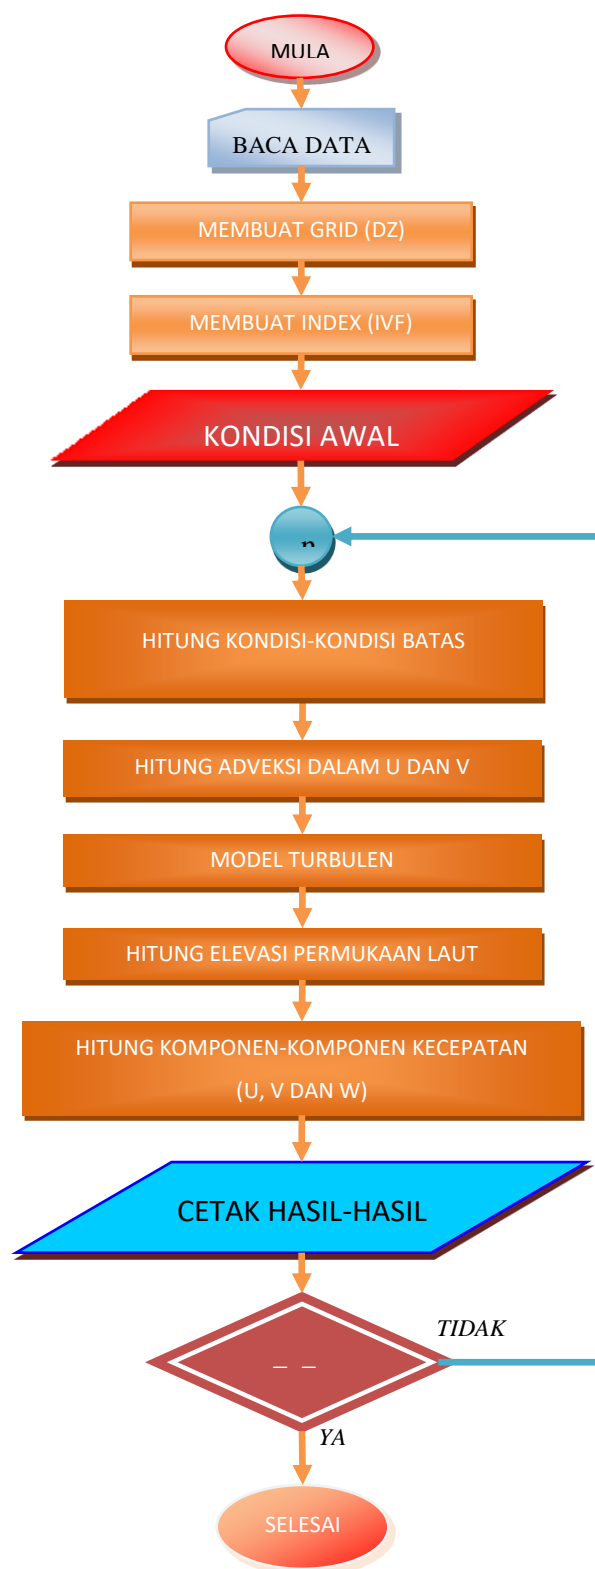 MULA
BACA DATA
MEMBUAT GRID (DZ)
MEMBUAT INDEX (IVF)
KONDISI AWAL
n
HITUNG KONDISI-KONDISI BATAS
HITUNG ADVEKSI DALAM U DAN V
MODEL TURBULEN
HITUNG ELEVASI PERMUKAAN LAUT
HITUNG KOMPONEN-KOMPONEN KECEPATAN
(U, V DAN W)
CETAK HASIL-HASIL
TIDAK
YA
SELESAI